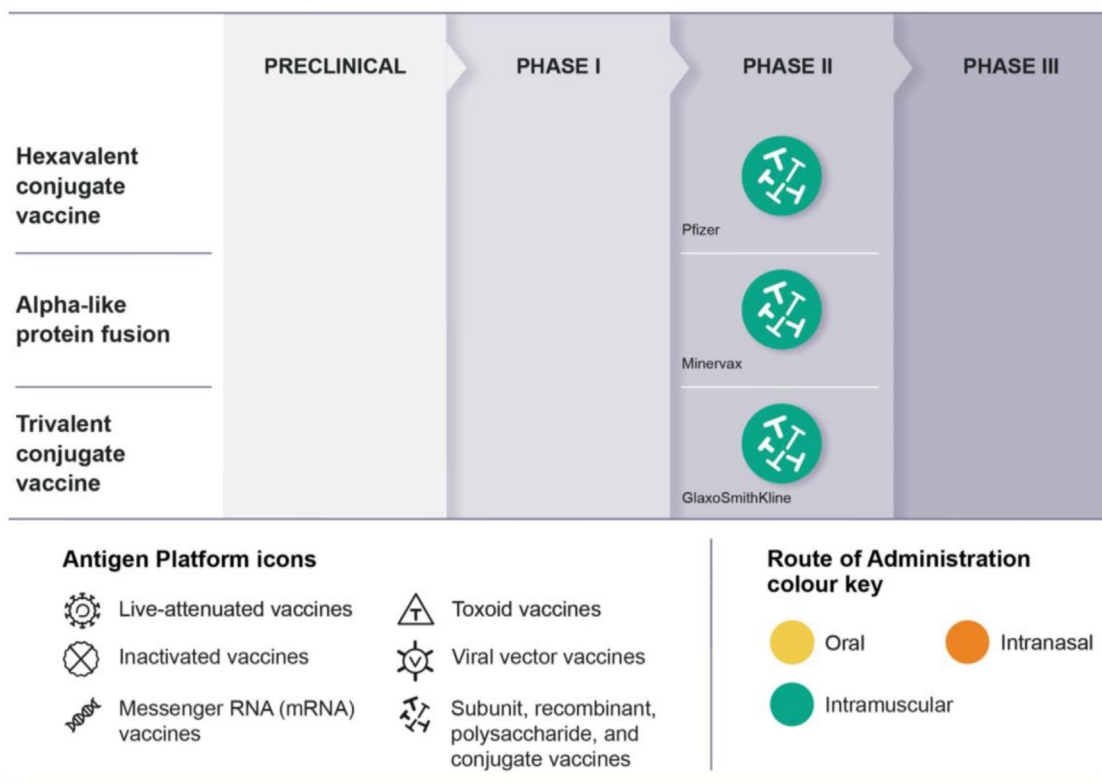 PRECLINICAL
PHASE I
PHASE II
PHASE III
Hexavalent
conjugate
vaccine
Pfizer
Alpha-like
protein fusion
Minervax
Trivalent
conjugate
vaccine
GlaxoSmithKline
Antigen Platform icons
Live-attenuated vaccines
Inactivated vaccines
Messenger RNA (mRNA)
vaccines
T
Toxoid vaccines
V
Viral vector vaccines
Subunit, recombinant,
polysaccharide, and
conjugate vaccines
Route of Administration
colour key
Oral
Intranasal
Intramuscular